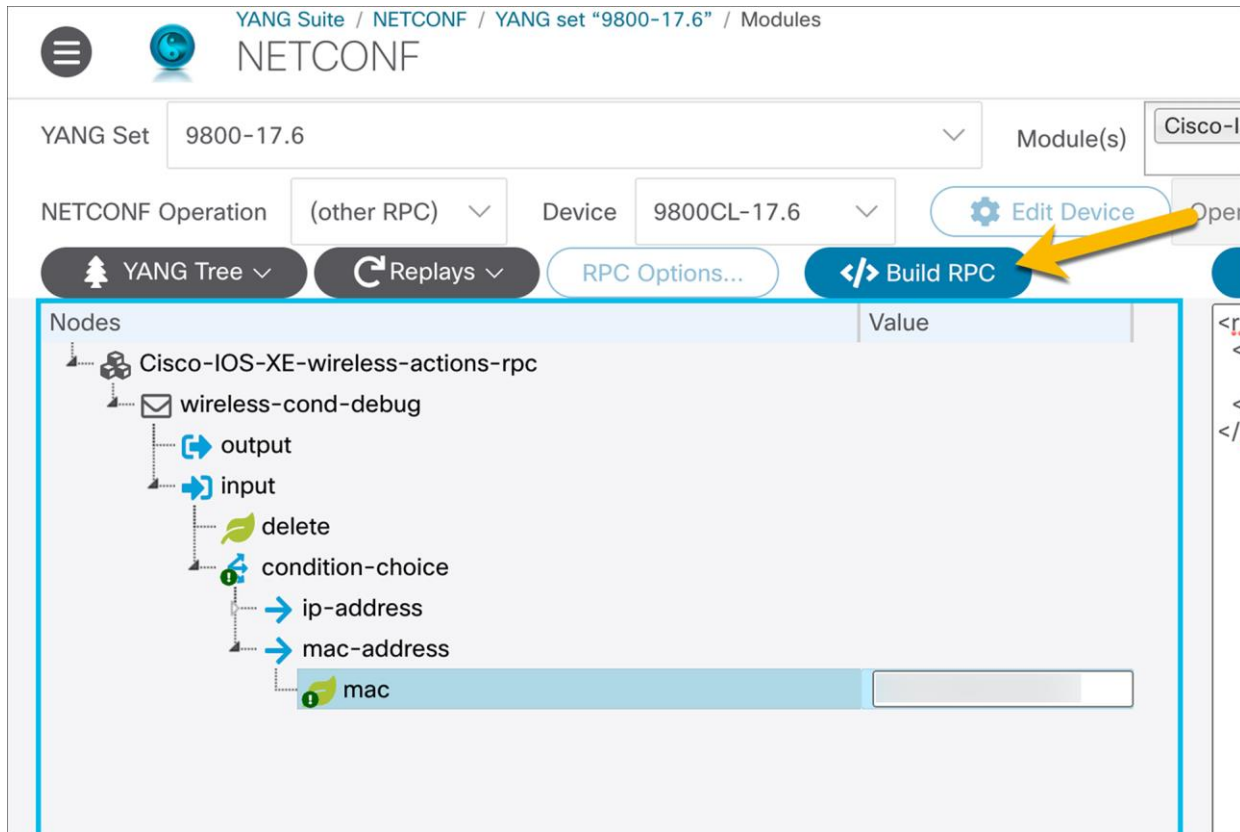 YANG Suite / NETCONF / YANG set “9800-17.6” / Modules
NETCONF
YANG Set 9800-17.6 Module(s) Cisco-I
NETCONF Operation (other RPC) Device 9800CL-17.6 Edit Device Oper
YANG Tree Replays RPC Options... </> Build RPC
Nodes Value
Cisco-IOS-XE-wireless-actions-rpc
wireless-cond-debug
output
input
delete
condition-choice
ip-address
mac-address
mac
<r
<
<
</